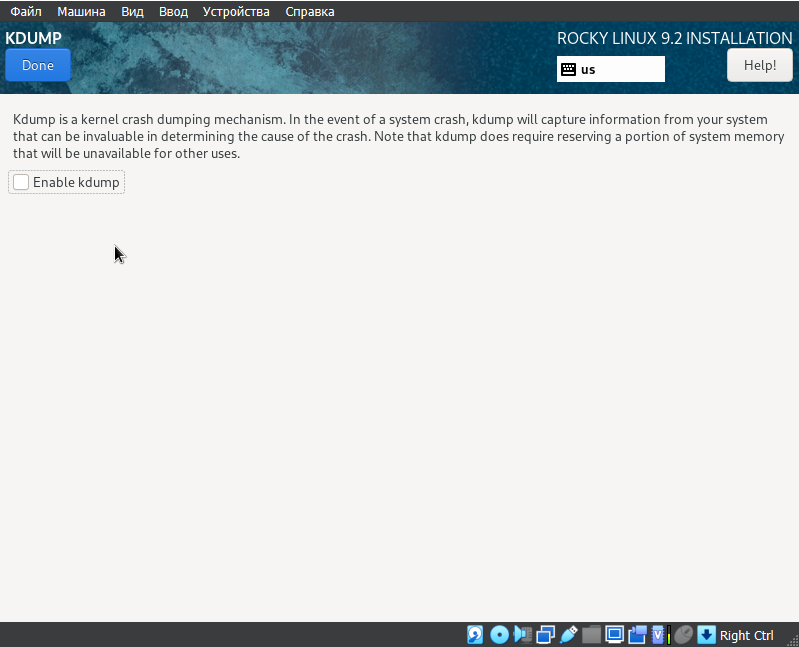 Файл Машина Вид Ввод Устройства Справка
KDUMP
ROCKY LINUX 9.2 INSTALLATION
Done
us
Help!
Kdump is a kernel crash dumping mechanism. In the event of a system crash, kdump will capture information from your system
that can be invaluable in determining the cause of the crash. Note that kdump does require reserving a portion of system memory
that will be unavailable for other uses.
Enable kdump
Right Ctrl